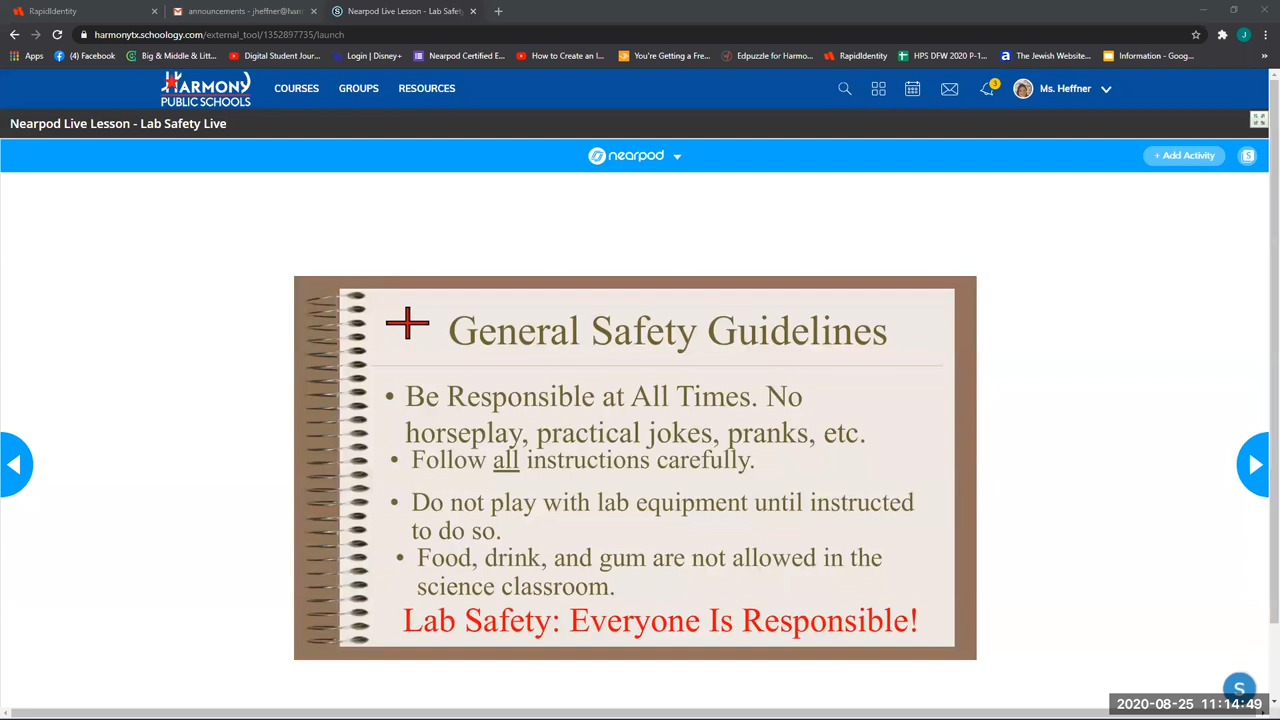 RapidIdentity
announcements - jheffner@harr
Nearpod Live Lesson - Lab Safety
harmonytx.schoology.com/external_tool/1352897735/launch
Apps
(4) Facebook
Big & Middle & Litt...
Digital Student Jour...
Login | Disney+
Nearpod Certified E...
How to Create an I...
You're Getting a Fre...
Edpuzzle for Harmo...
RapidIdentity
HPS DFW 2020 P-1...
The Jewish Website...
Information - Goog...
HARMONY
PUBLIC SCHOOLS
COURSES
GROUPS
RESOURCES
3
Ms. Heffner
Nearpod Live Lesson - Lab Safety Live
nearpod
+ Add Activity
S
General Safety Guidelines
• Be Responsible at All Times. No
horseplay, practical jokes, pranks, etc.
• Follow all instructions carefully.
• Do not play with lab equipment until instructed
to do so.
• Food, drink, and gum are not allowed in the
science classroom.
Lab Safety: Everyone Is Responsible!
S
2020-08-25 11:14:49